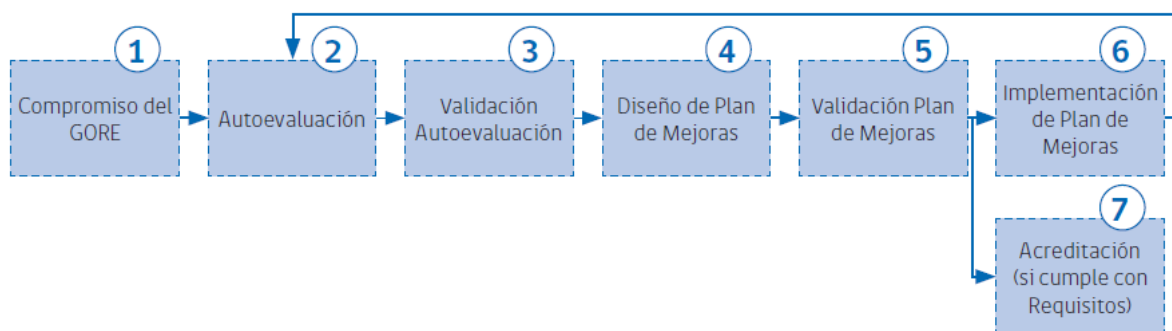 1
Compromiso del
GORE
2
Autoevaluación
3
Validación
Autoevaluación
4
Diseño de Plan
de Mejoras
5
Validación Plan
de Mejoras
6
Implementación
de Plan de
Mejoras
7
Acreditación
(si cumple con
Requisitos)